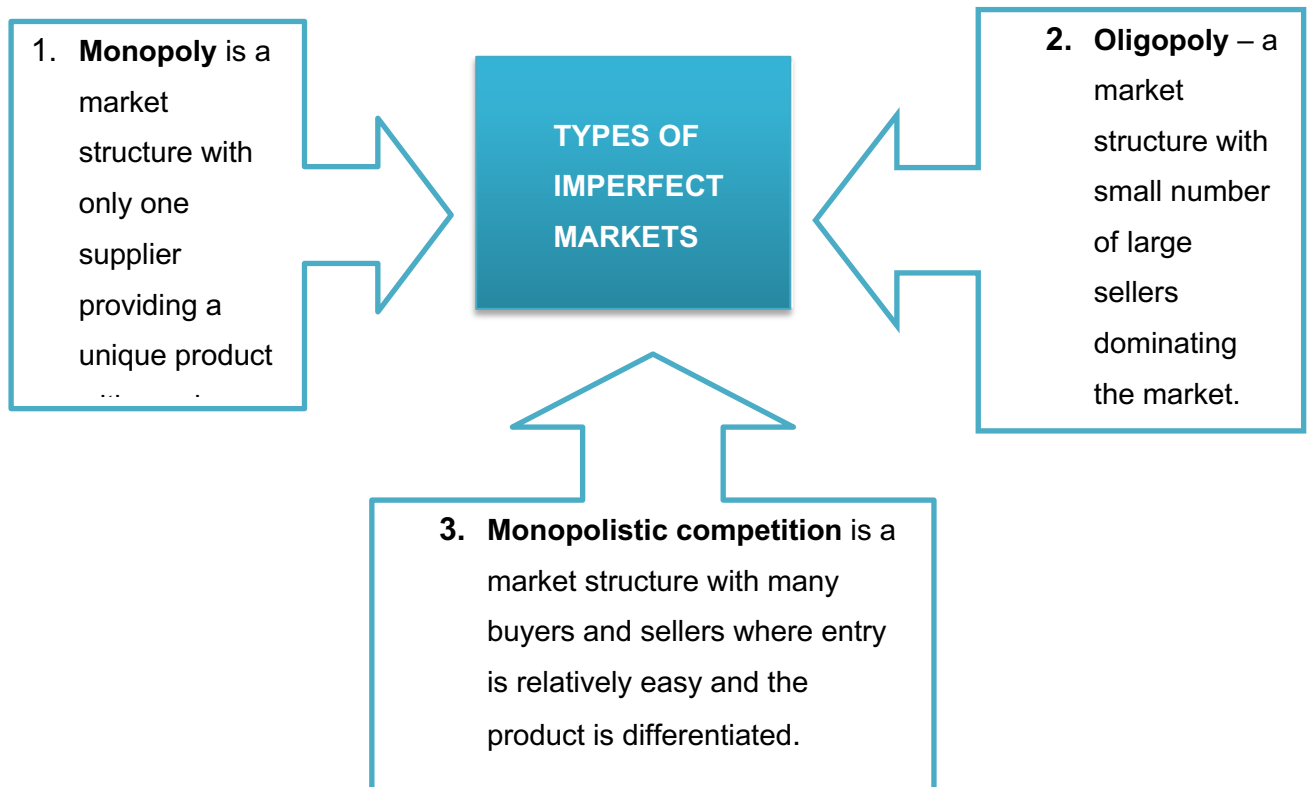 1. Monopoly is a
market
structure with
only one
supplier
providing a
unique product
TYPES OF
IMPERFECT
MARKETS
2. Oligopoly – a
market
structure with
small number
of large
sellers
dominating
the market.
3. Monopolistic competition is a
market structure with many
buyers and sellers where entry
is relatively easy and the
product is differentiated.